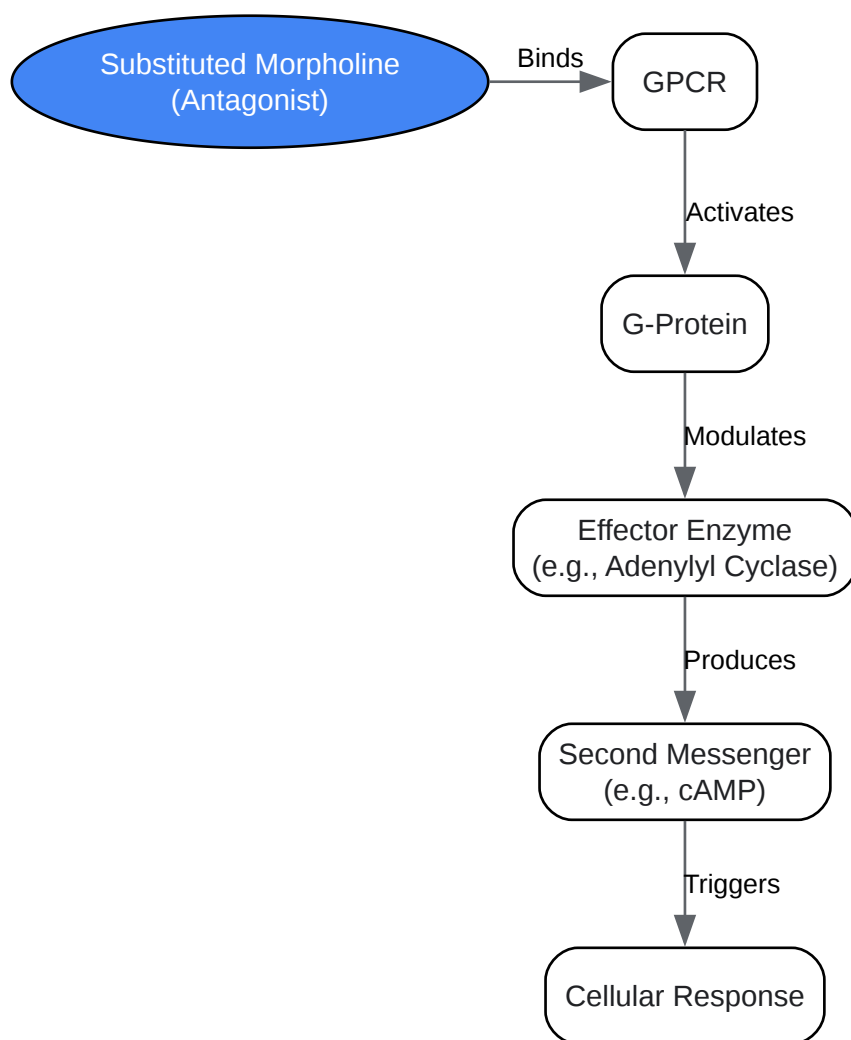 Substituted Morpholine
(Antagonist)
Binds
GPCR
Activates
G-Protein
Modulates
Effector Enzyme
(e.g., Adenylyl Cyclase)
Produces
Second Messenger
(e.g., cAMP)
Triggers
Cellular Response